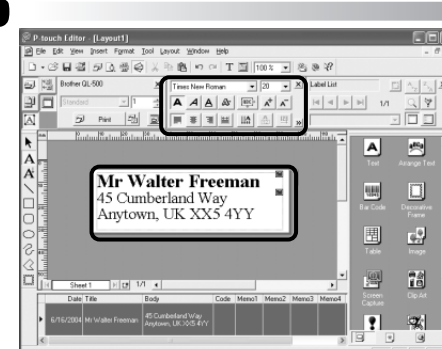 P-touch Editor - [Layout1]
File Edit View Insert Format Tool Layout Window Help
100 %
Brother QL-500
Times New Roman 20
Label List
Standard
1
1/1
Print
Mr Walter Freeman
45 Cumberland Way
Anytown, UK XX5 4YY
Text Arrange Text
Bar Code Decorative Frame
Table Image
Screen Capture Clip Art
Sheet 1 1/1
Date Title Body Code Memo1 Memo2 Memo3 Memo4
6/16/2004 Mr Walter Freeman 45 Cumberland Way
Anytown, UK XX5 4YY